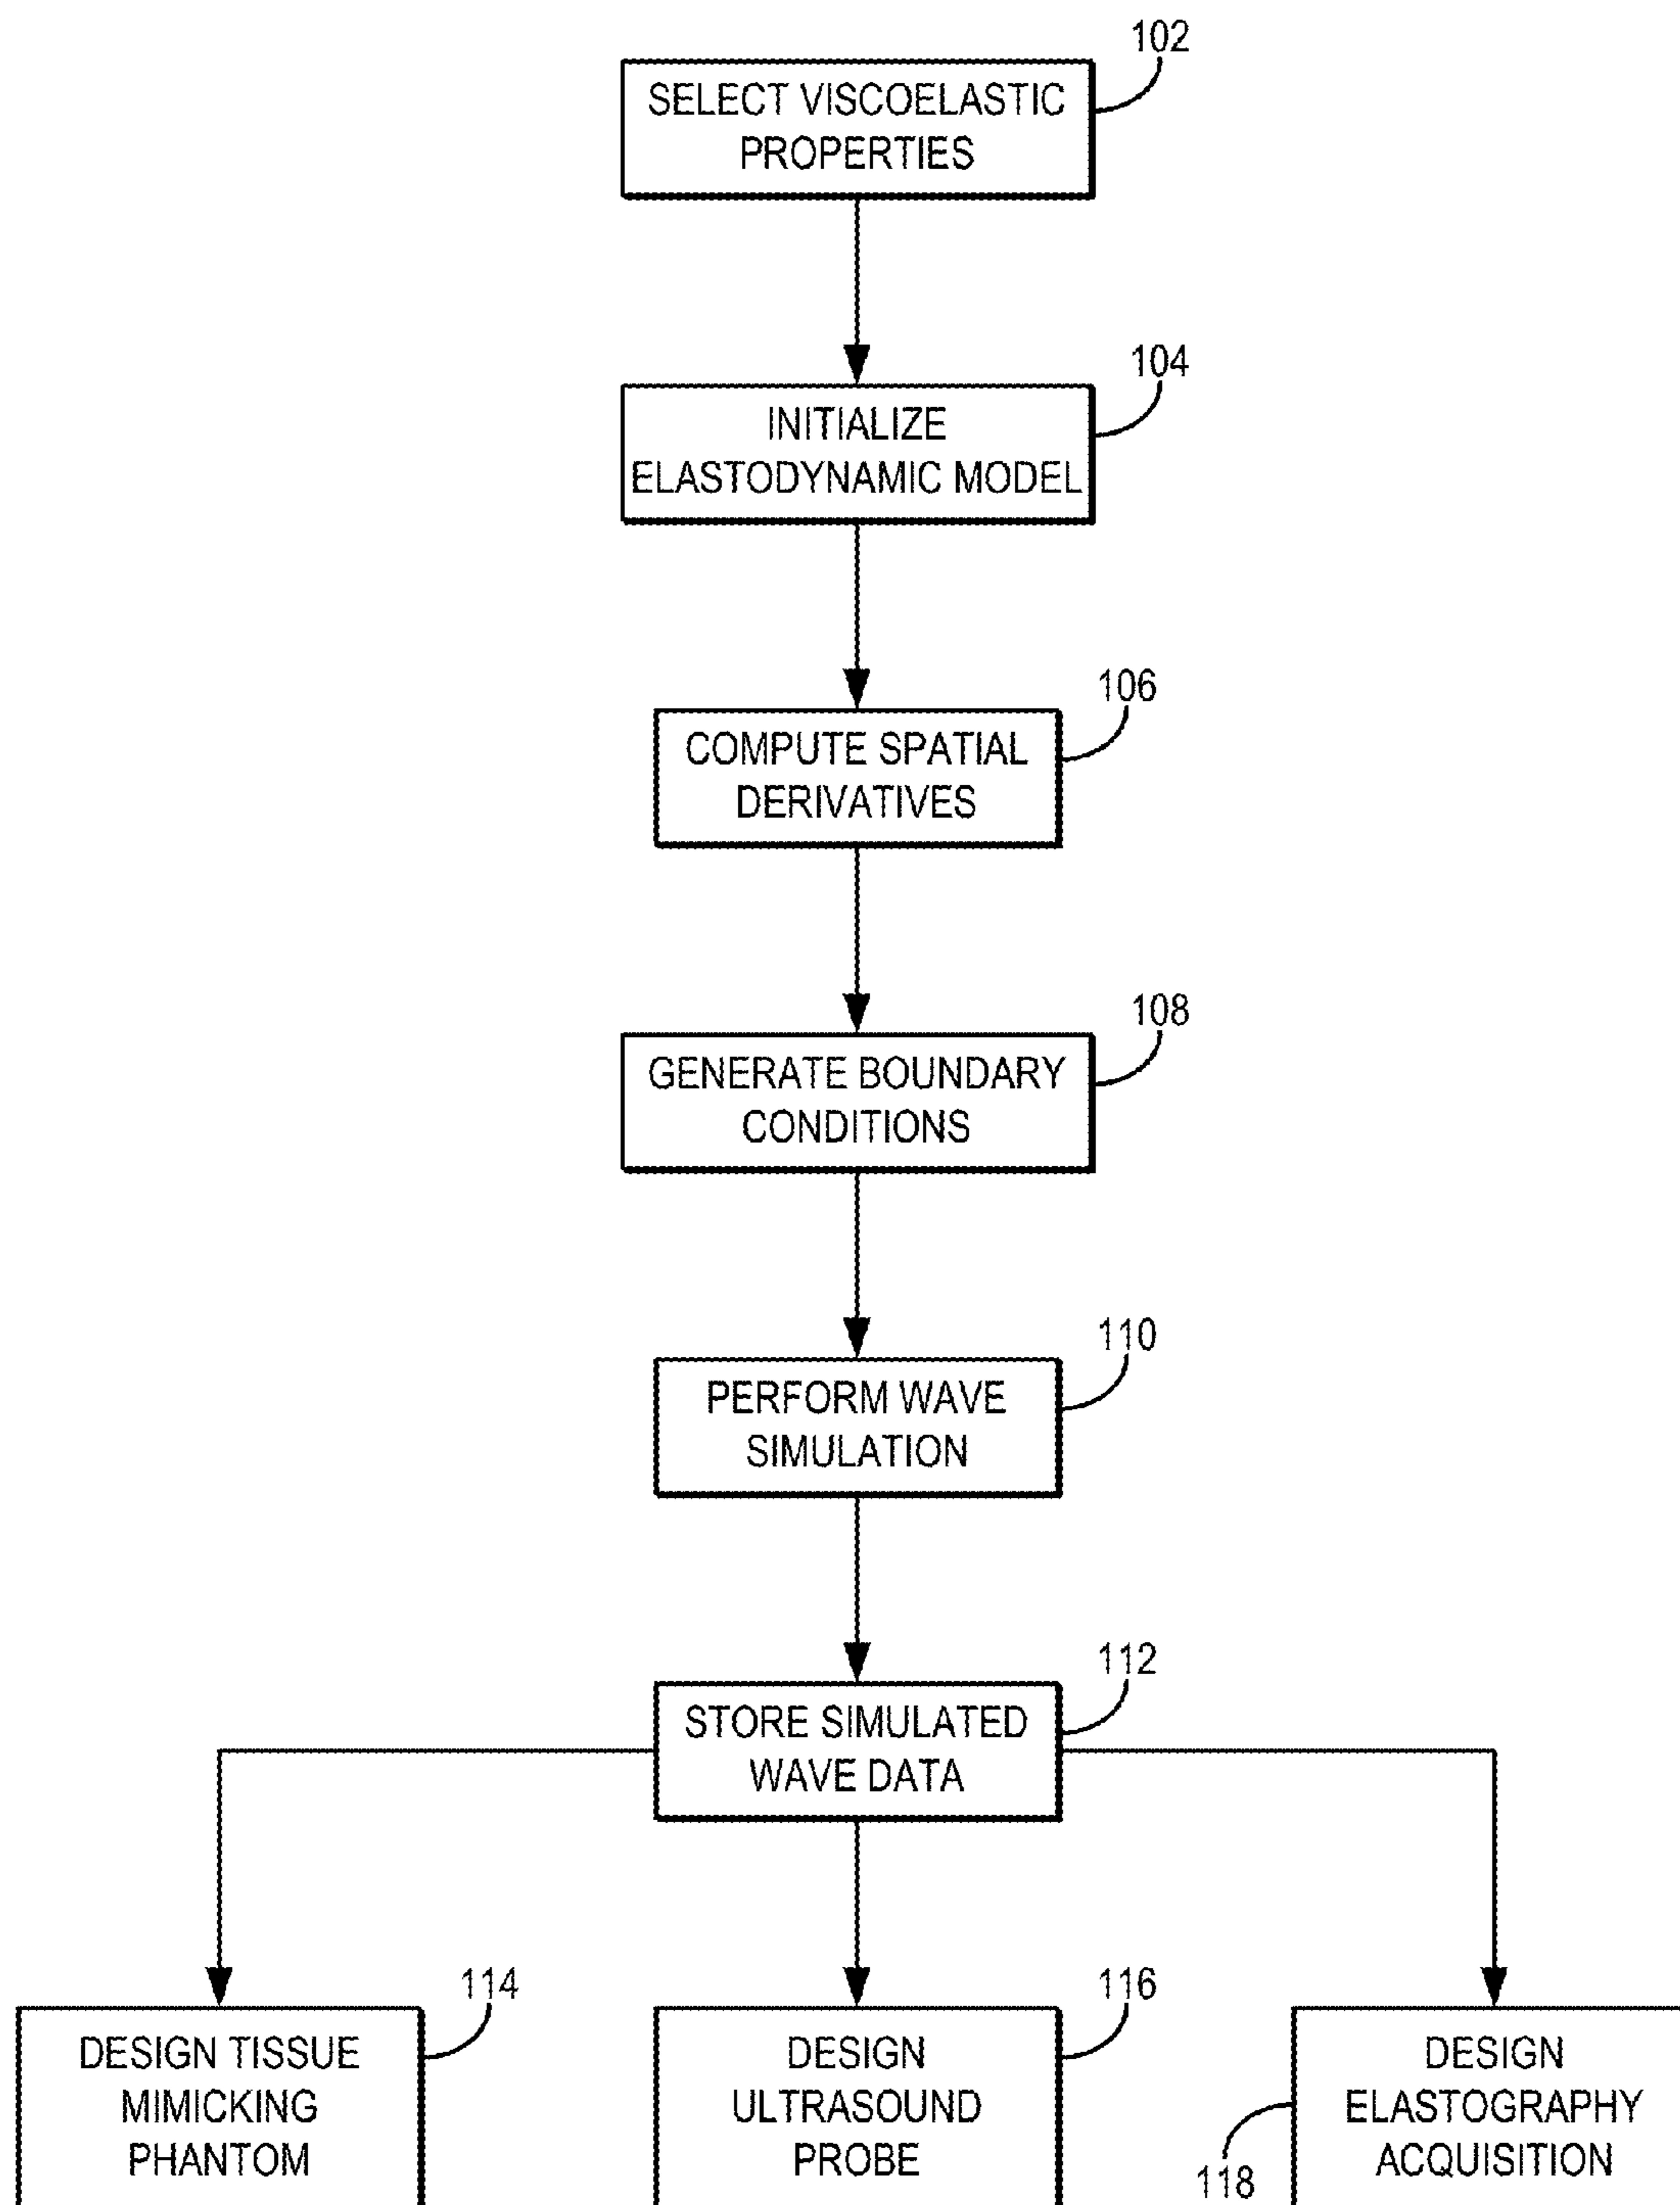 102
SELECT VISCOELASTIC
PROPERTIES
104
INITIALIZE
ELASTODYNAMIC MODEL
106
COMPUTE SPATIAL
DERIVATIVES
108
GENERATE BOUNDARY
CONDITIONS
110
PERFORM WAVE
SIMULATION
112
STORE SIMULATED
WAVE DATA
114
DESIGN TISSUE
MIMICKING
PHANTOM
116
DESIGN
ULTRASOUND
PROBE
118
DESIGN
ELASTOGRAPHY
ACQUISITION